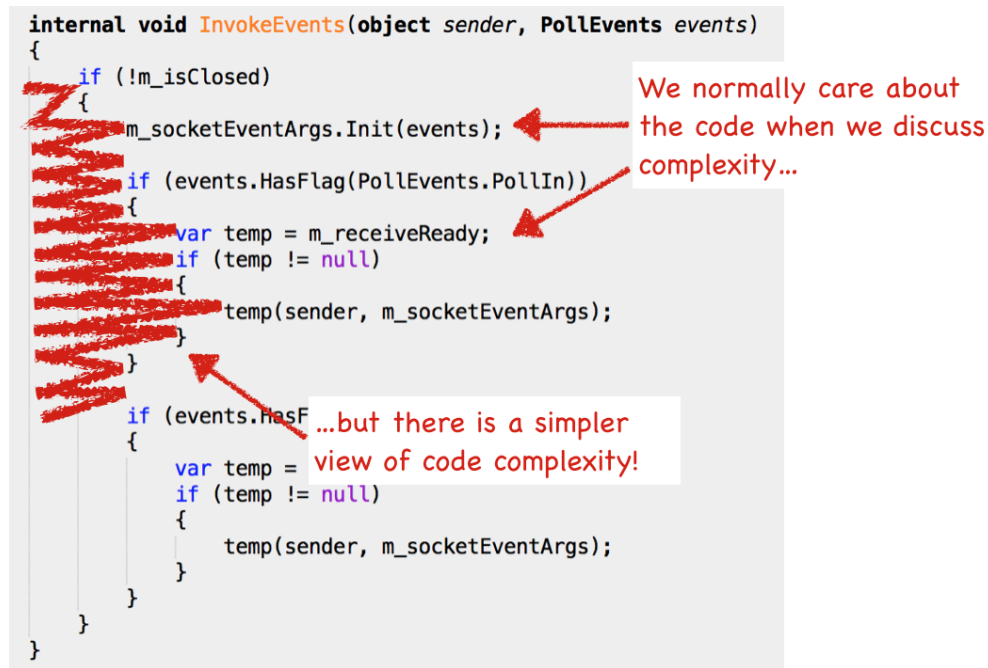 internal void InvokeEvents(object sender, PollEvents events)
{
if (!m_isClosed)
{
m_socketEventArgs.Init(events);
if (events.HasFlag(PollEvents.PollIn))
{
var temp = m_receiveReady;
if (temp != null)
{
temp(sender, m_socketEventArgs);
}
}
if (events.HasF
{
var temp =
if (temp != null)
{
temp(sender, m_socketEventArgs);
}
}
}
}
We normally care about
the code when we discuss
complexity...
...but there is a simpler
view of code complexity!